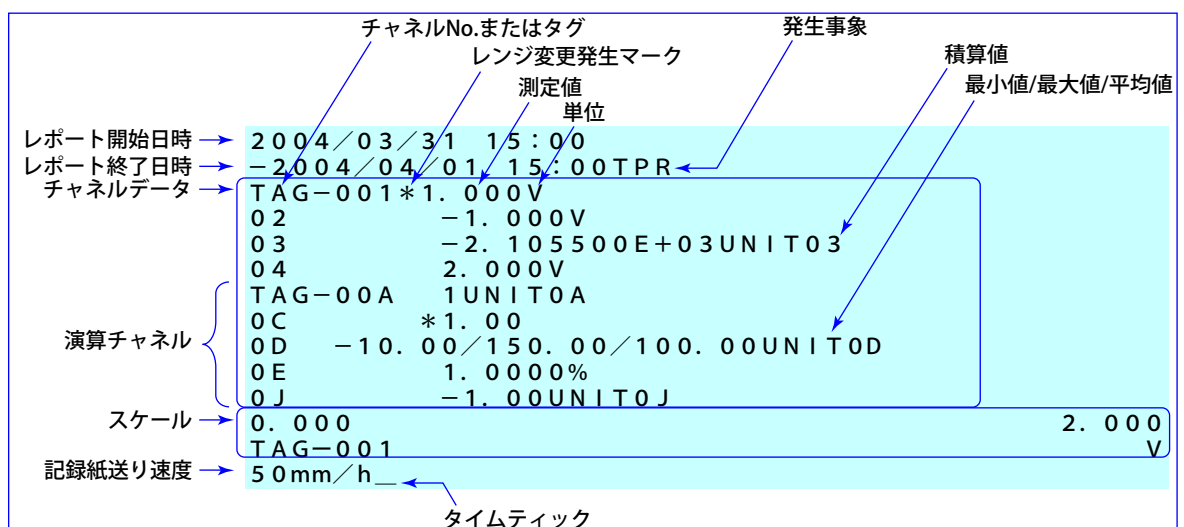 チャネルNo.またはタグ
発生事象
レンジ変更発生マーク
積算値
測定値
最小値/最大値/平均値
単位
レポート開始日時
2004/03/31 15:00
レポート終了日時
-2004/04/01 15:00TPR
チャネルデータ
TAG-001*1.000V
02 -1.000V
03 -2.105500E+03UNIT03
04 2.000V
TAG-00A 1UNIT0A
0C *1.00
演算チャネル
0D -10.00/150.00/100.00UNIT0D
0E 1.0000%
0J -1.00UNIT0J
スケール
0.000 2.000
TAG-001 V
記録紙送り速度
50mm/h_
タイムティック